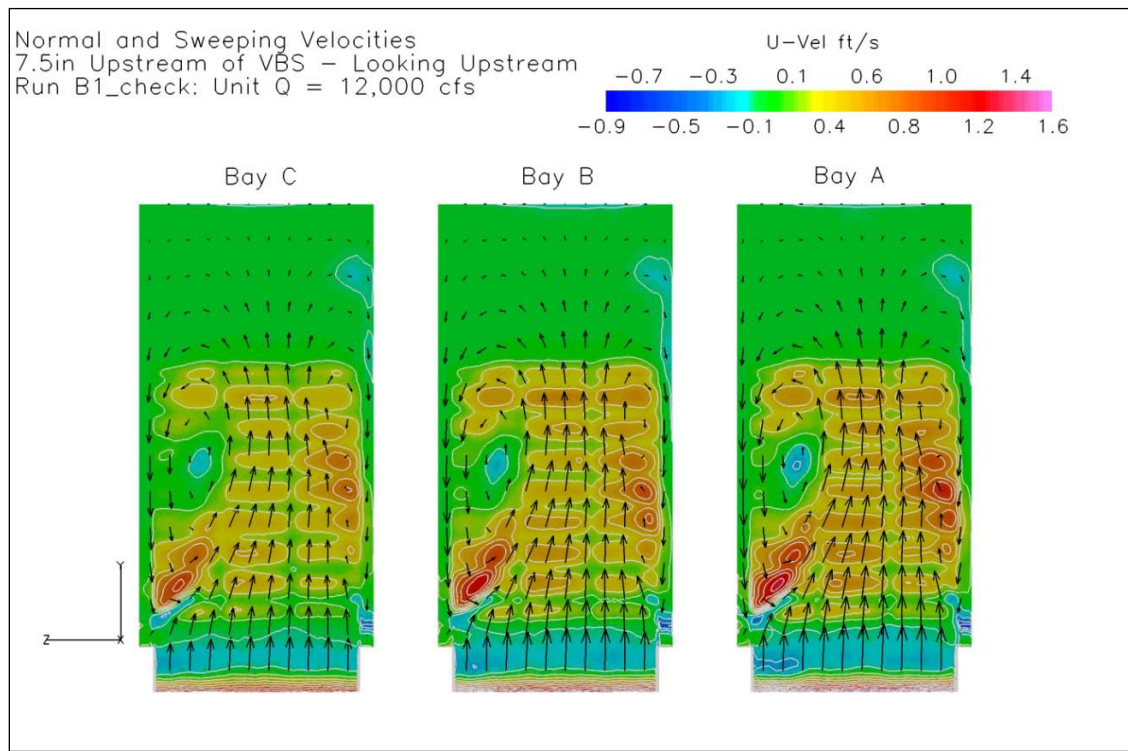 Normal and Sweeping Velocities
7.5in Upstream of VBS – Looking Upstream
Run B1_check: Unit Q = 12,000 cfs
U-Vel ft/s
−0.7 −0.3 0.1 0.6 1.0 1.4
−0.9 −0.5 −0.1 0.4 0.8 1.2 1.6
Bay C Bay B Bay A
Y
Z X